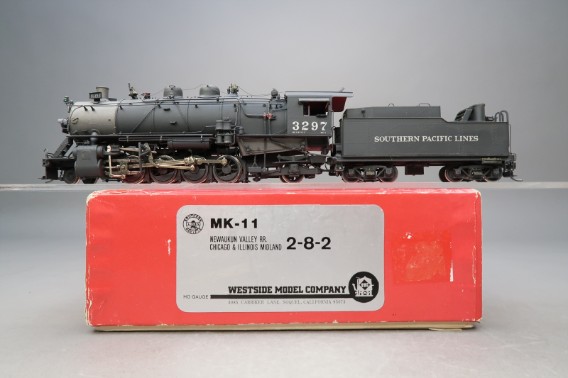 3297
SOUTHERN PACIFIC LINES
MK-11
NEWAUKUN VALLEY RR.
CHICAGO & ILLINOIS MIDLAND
2-8-2
WESTSIDE MODEL COMPANY
HO GAUGE